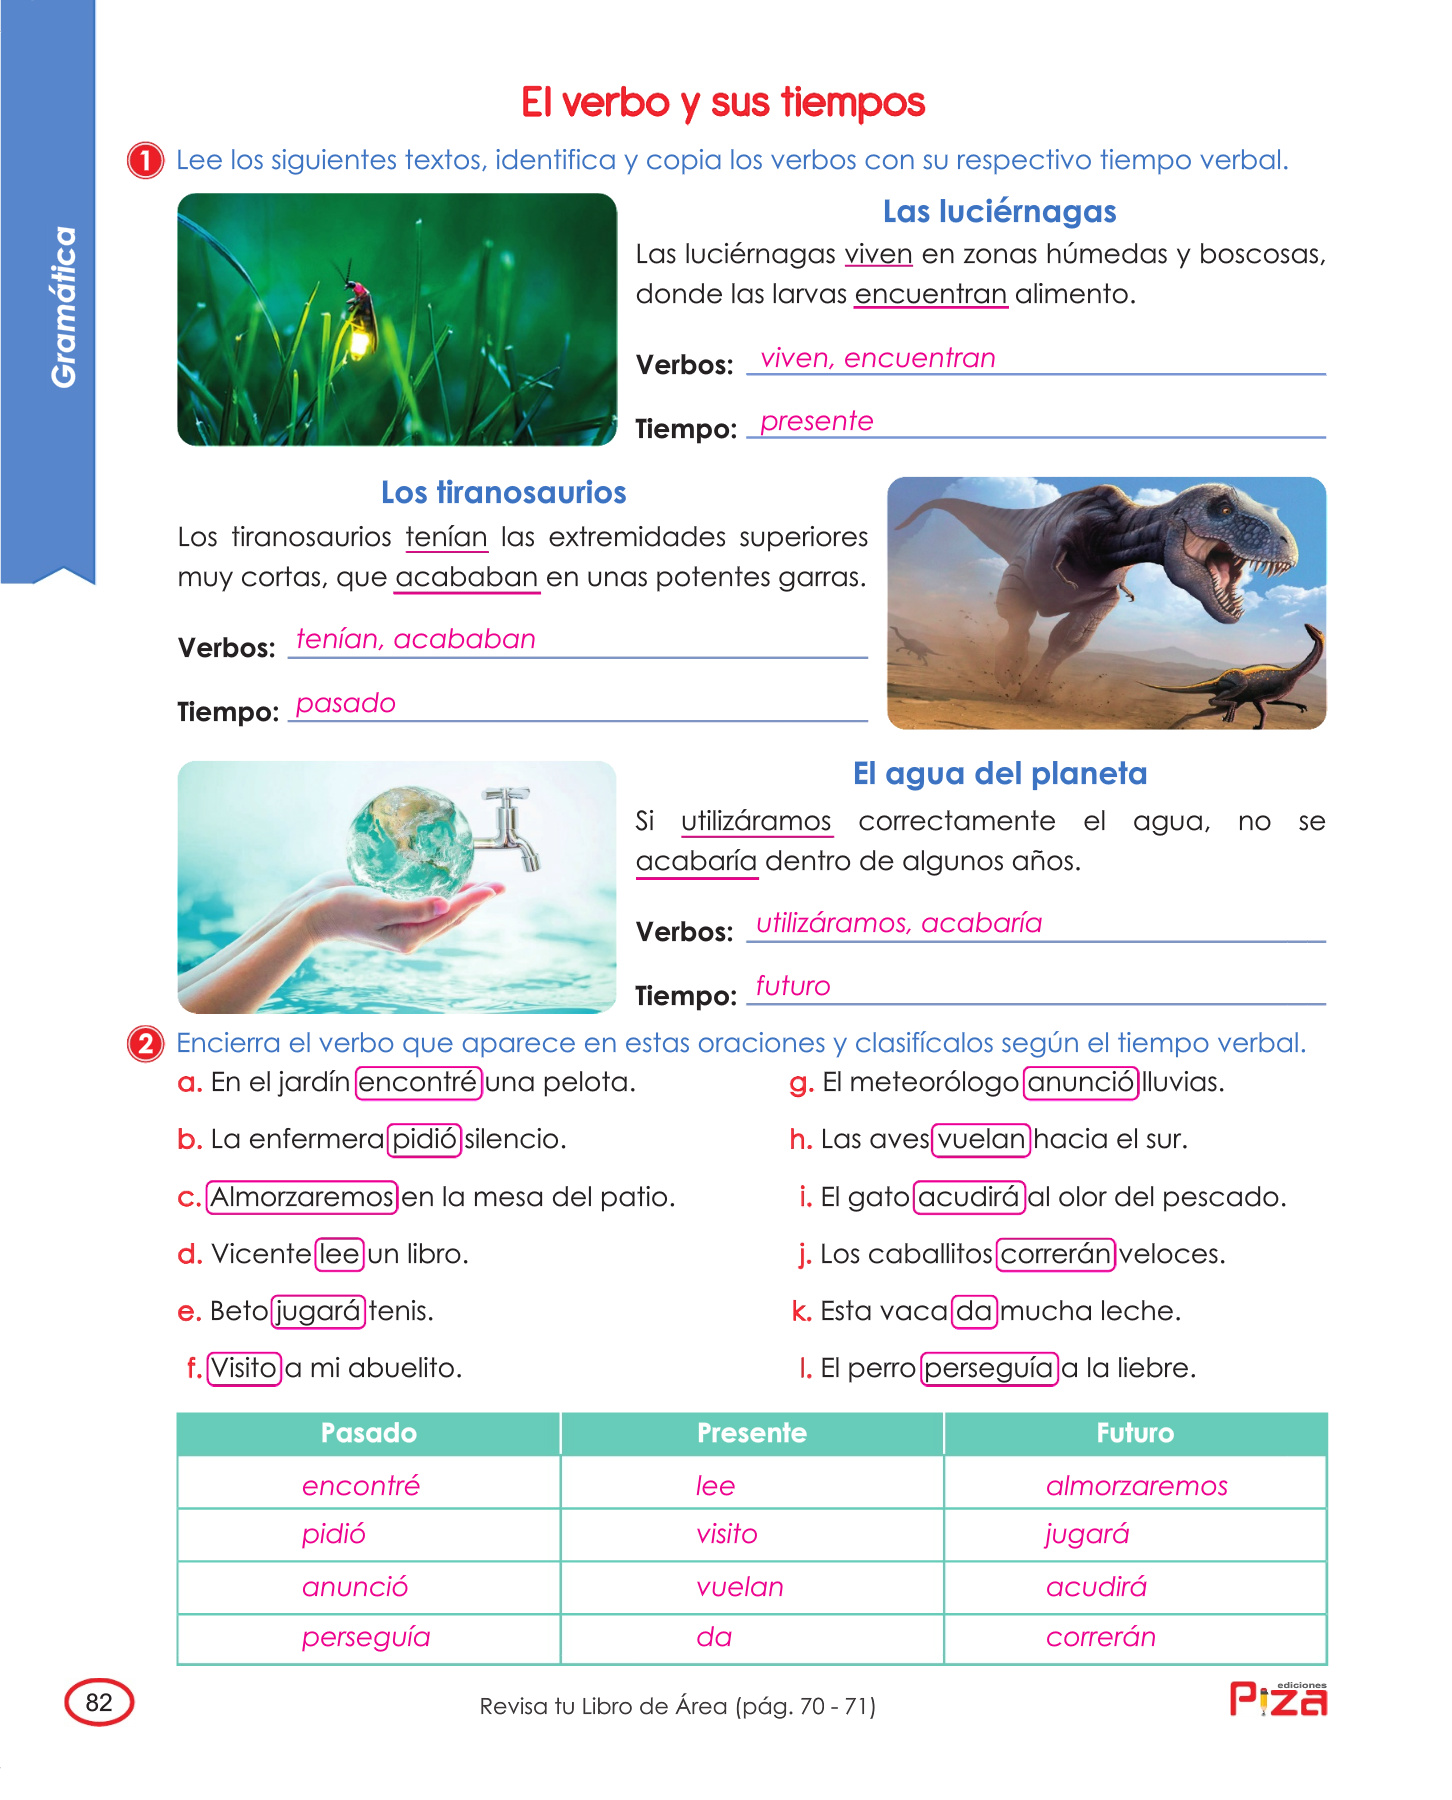 Gramática
El verbo y sus tiempos
1 Lee los siguientes textos, identifica y copia los verbos con su respectivo tiempo verbal.
Las luciérnagas
Las luciérnagas viven en zonas húmedas y boscosas,
donde las larvas encuentran alimento.
Verbos: viven, encuentran
Tiempo: presente
Los tiranosaurios
Los tiranosaurios tenían las extremidades superiores
muy cortas, que acababan en unas potentes garras.
Verbos: tenían, acababan
Tiempo: pasado
El agua del planeta
Si utilizáramos correctamente el agua, no se
acabaría dentro de algunos años.
Verbos: utilizáramos, acabaría
Tiempo: futuro
2 Encierra el verbo que aparece en estas oraciones y clasifícalos según el tiempo verbal.
a. En el jardín encontré una pelota.
b. La enfermera pidió silencio.
c. Almorzaremos en la mesa del patio.
d. Vicente lee un libro.
e. Beto jugará tenis.
f. Visito a mi abuelito.
g. El meteorólogo anunció lluvias.
h. Las aves vuelan hacia el sur.
i. El gato acudirá al olor del pescado.
j. Los caballitos correrán veloces.
k. Esta vaca da mucha leche.
l. El perro perseguía a la liebre.
Pasado Presente Futuro
encontré lee almorzaremos
pidió visito jugará
anunció vuelan acudirá
perseguía da correrán
82
Revisa tu Libro de Área (pág. 70 - 71)
ediciones
Piza